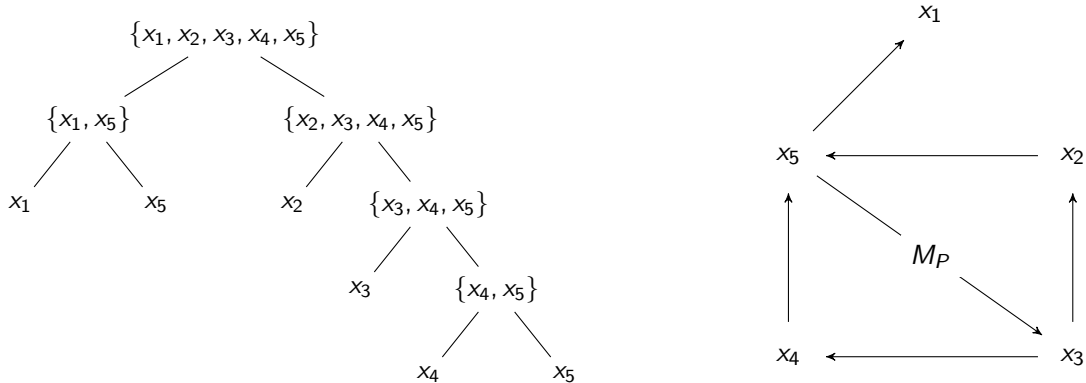 {x₁, x₂, x₃, x₄, x₅}
{x₁, x₅} {x₂, x₃, x₄, x₅}
x₁ x₅ x₂ {x₃, x₄, x₅}
x₃ {x₄, x₅}
x₄ x₅
x₁
x₅ x₂
M_P
x₄ x₃